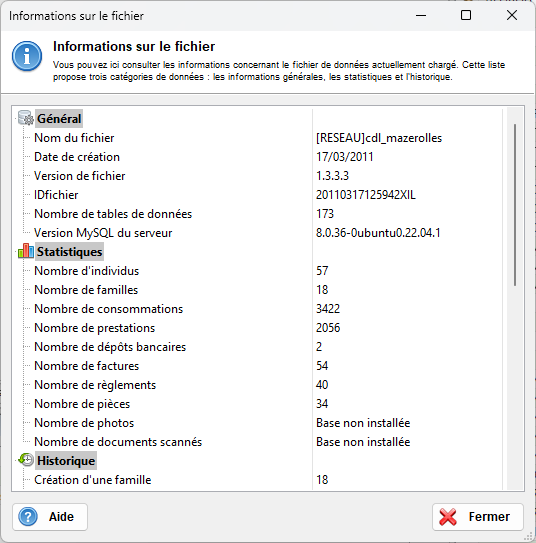 Informations sur le fichier
Informations sur le fichier
Vous pouvez ici consulter les informations concernant le fichier de données actuellement chargé. Cette liste
propose trois catégories de données : les informations générales, les statistiques et l'historique.
Général
Nom du fichier [RESEAU]cdl_mazerolles
Date de création 17/03/2011
Version de fichier 1.3.3.3
IDfichier 20110317125942XIL
Nombre de tables de données 173
Version MySQL du serveur 8.0.36-0ubuntu0.22.04.1
Statistiques
Nombre d'individus 57
Nombre de familles 18
Nombre de consommations 3422
Nombre de prestations 2056
Nombre de dépôts bancaires 2
Nombre de factures 54
Nombre de règlements 40
Nombre de pièces 34
Nombre de photos Base non installée
Nombre de documents scannés Base non installée
Historique
Création d'une famille 18
Aide
Fermer